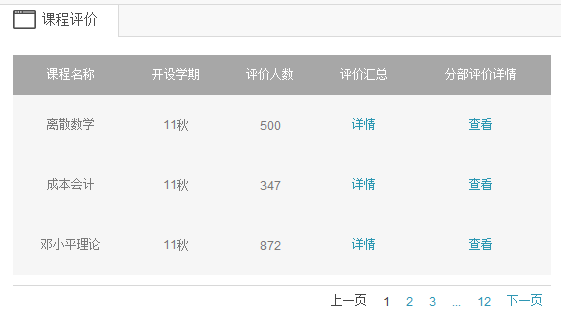 课程评价
课程名称 开设学期 评价人数 评价汇总 分部评价详情
离散数学 11秋 500 详情 查看
成本会计 11秋 347 详情 查看
邓小平理论 11秋 872 详情 查看
上一页 1 2 3 ... 12 下一页